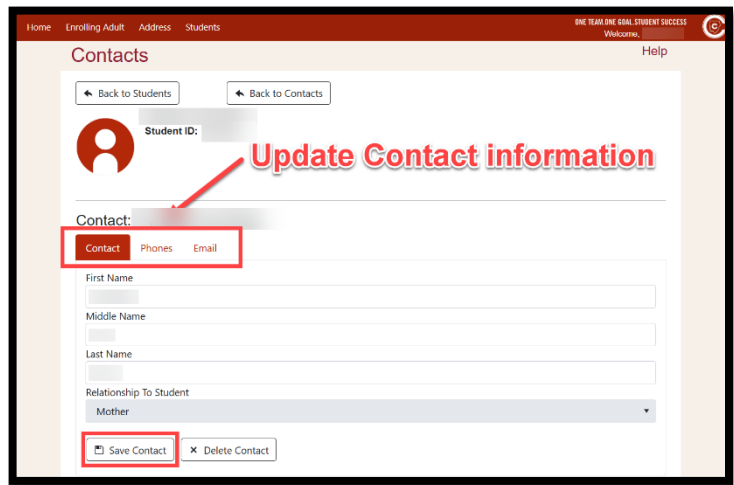 Home Enrolling Adult Address Students
ONE TEAM.ONE GOAL.STUDENT SUCCESS
Welcome,
Contacts
Help
Back to Students
Back to Contacts
Student ID:
Update Contact information
Contact:
Contact Phones Email
First Name
Middle Name
Last Name
Relationship To Student
Mother
Save Contact
Delete Contact